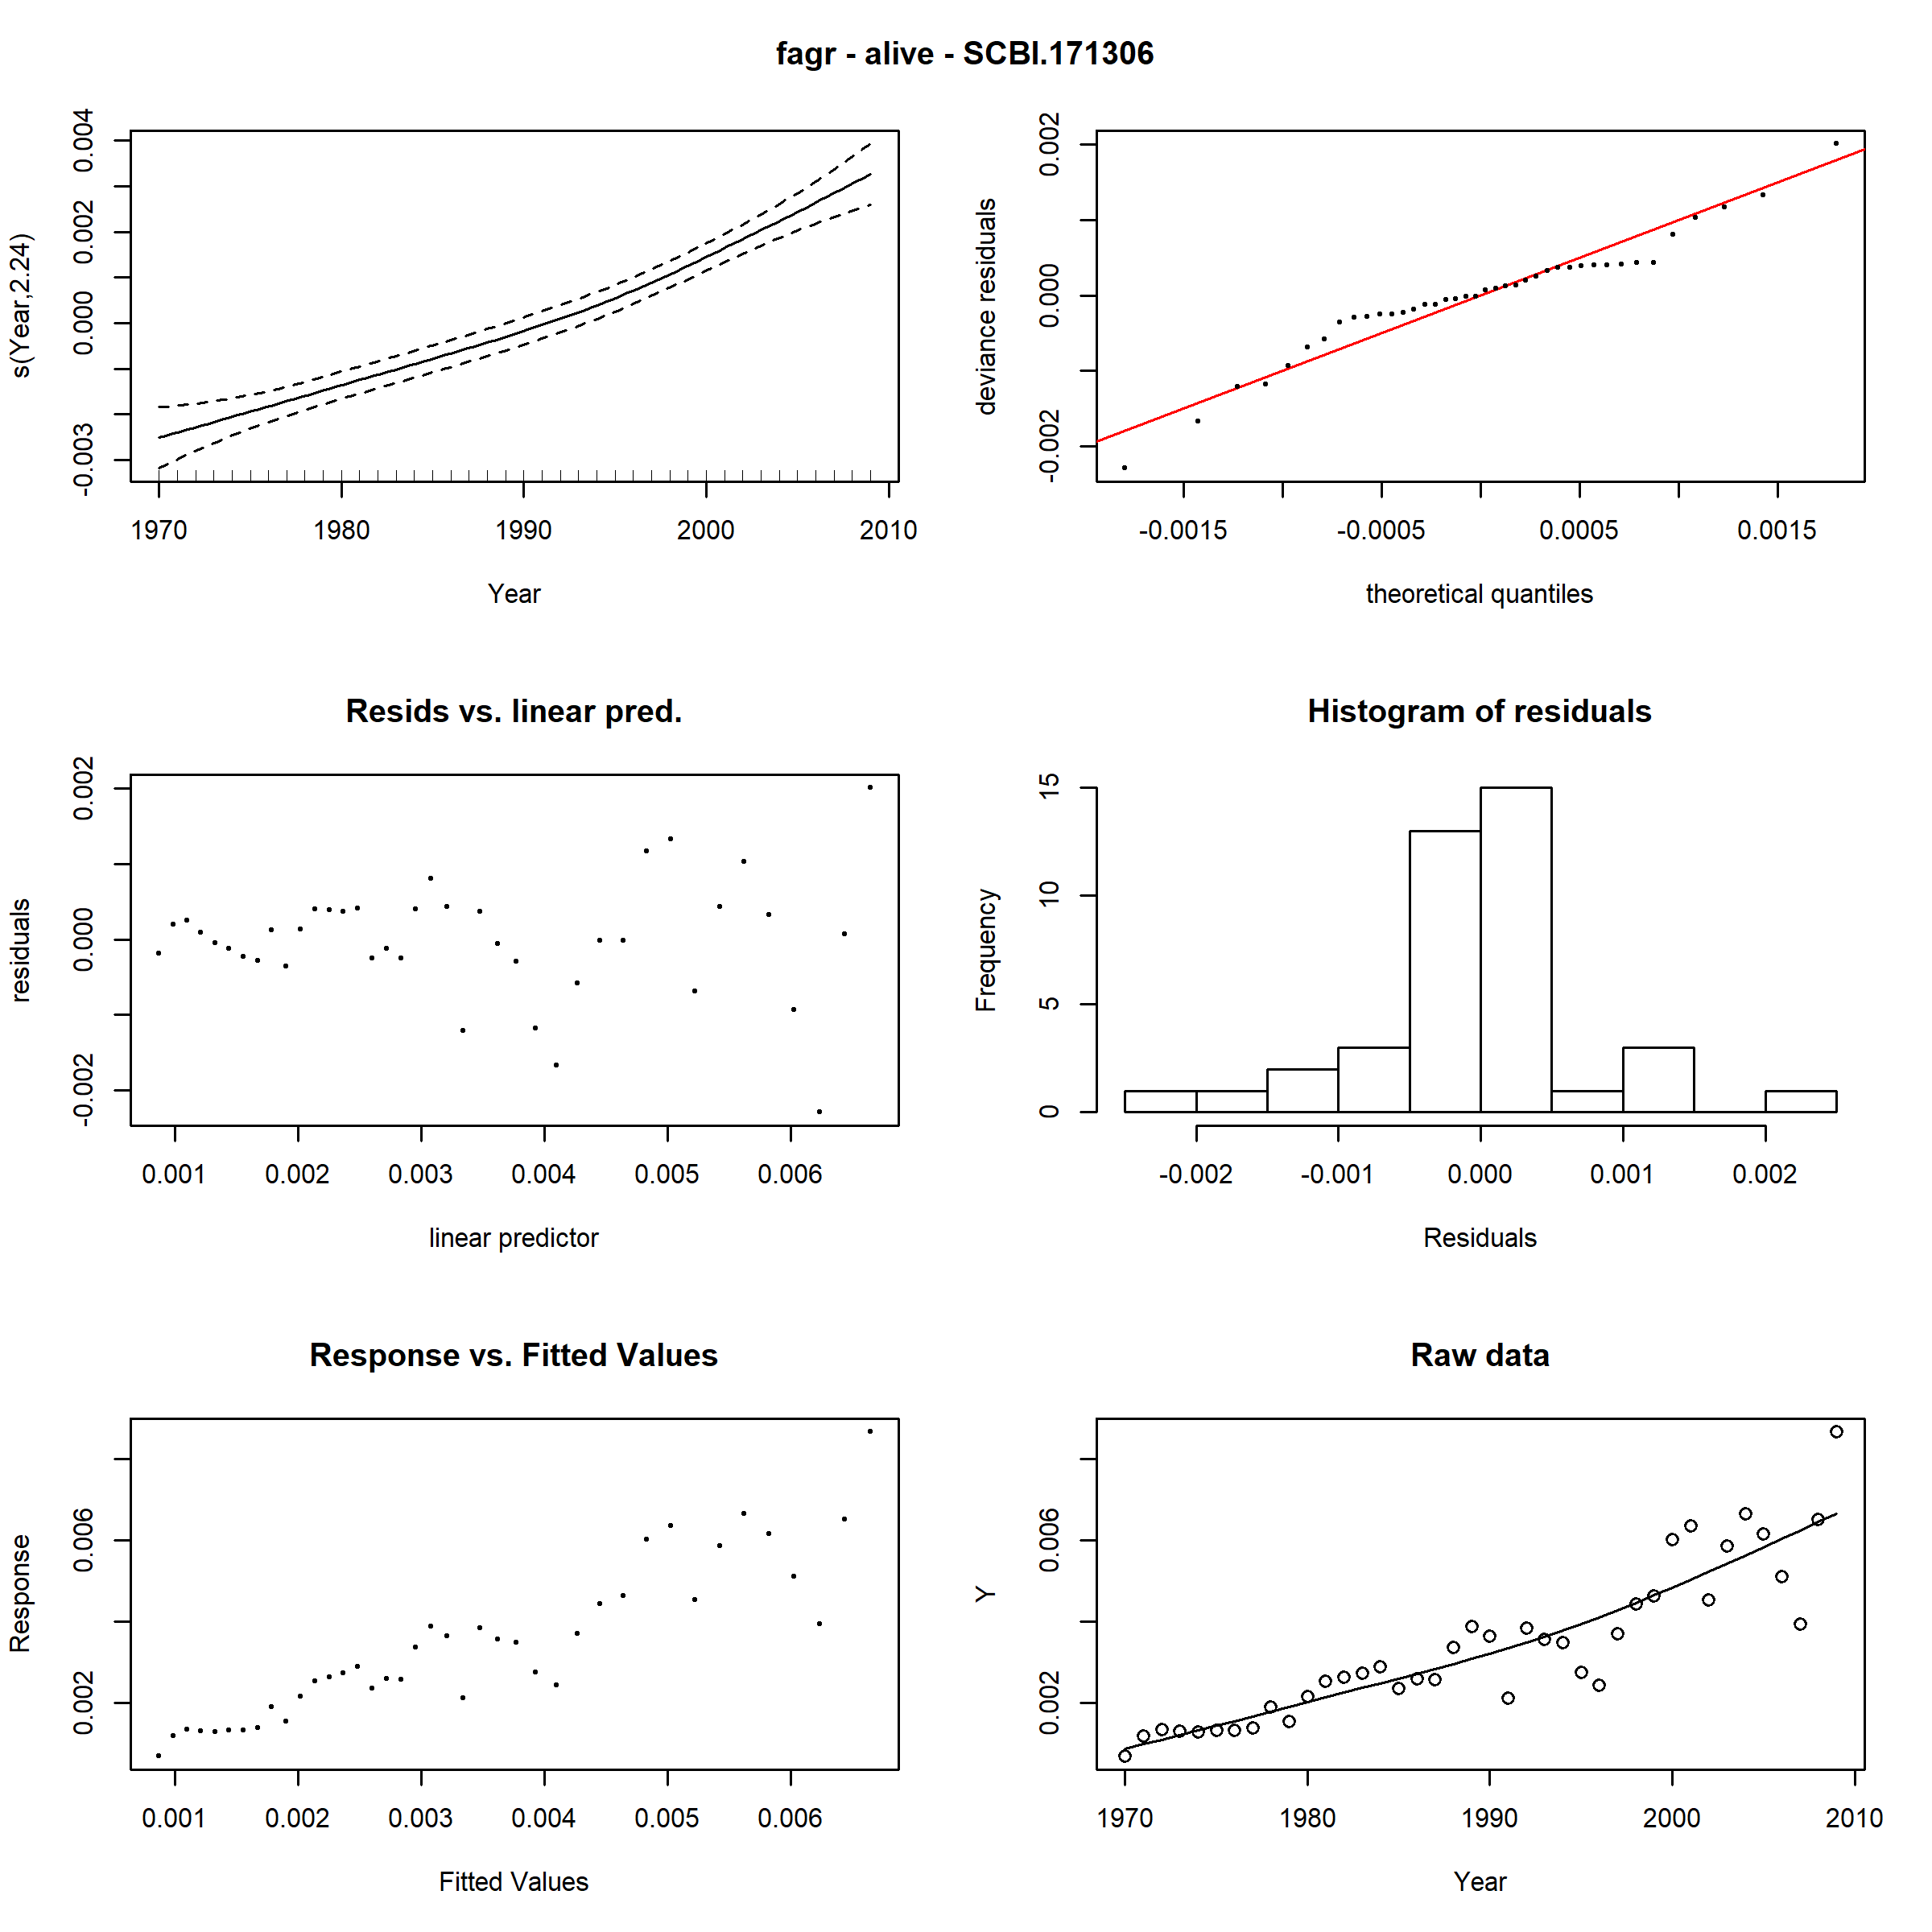 fagr - alive - SCBI.171306
s(Year,2.24)
-0.003 0.000 0.002 0.004
1970 1980 1990 2000 2010
Year
deviance residuals
-0.002 0.000 0.002
-0.0015 -0.0005 0.0005 0.0015
theoretical quantiles
Resids vs. linear pred.
residuals
-0.002 0.000 0.002
0.001 0.002 0.003 0.004 0.005 0.006
linear predictor
Histogram of residuals
Frequency
0 5 10 15
-0.002 -0.001 0.000 0.001 0.002
Residuals
Response vs. Fitted Values
Response
0.002 0.006
0.001 0.002 0.003 0.004 0.005 0.006
Fitted Values
Raw data
Y
0.002 0.006
1970 1980 1990 2000 2010
Year